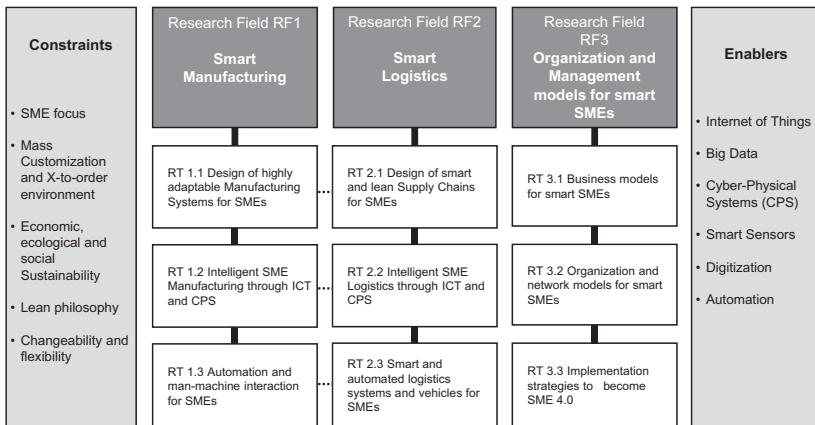 Constraints
• SME focus
• Mass
Customization
and X-to-order
environment
• Economic,
ecological and
social
Sustainability
• Lean philosophy
• Changeability and
flexibility
Research Field RF1
Smart
Manufacturing
RT 1.1 Design of highly
adaptable Manufacturing
Systems for SMEs
RT 1.2 Intelligent SME
Manufacturing through ICT
and CPS
RT 1.3 Automation and
man-machine interaction
for SMEs
Research Field RF2
Smart
Logistics
RT 2.1 Design of smart
and lean Supply Chains
for SMEs
RT 2.2 Intelligent SME
Logistics through ICT and
CPS
RT 2.3 Smart and
automated logistics
systems and vehicles for
SMEs
Research Field
RF3
Organization and
Management
models for smart
SMEs
RT 3.1 Business models
for smart SMEs
RT 3.2 Organization and
network models for smart
SMEs
RT 3.3 Implementation
strategies to become
SME 4.0
Enablers
• Internet of Things
• Big Data
• Cyber-Physical
Systems (CPS)
• Smart Sensors
• Digitization
• Automation